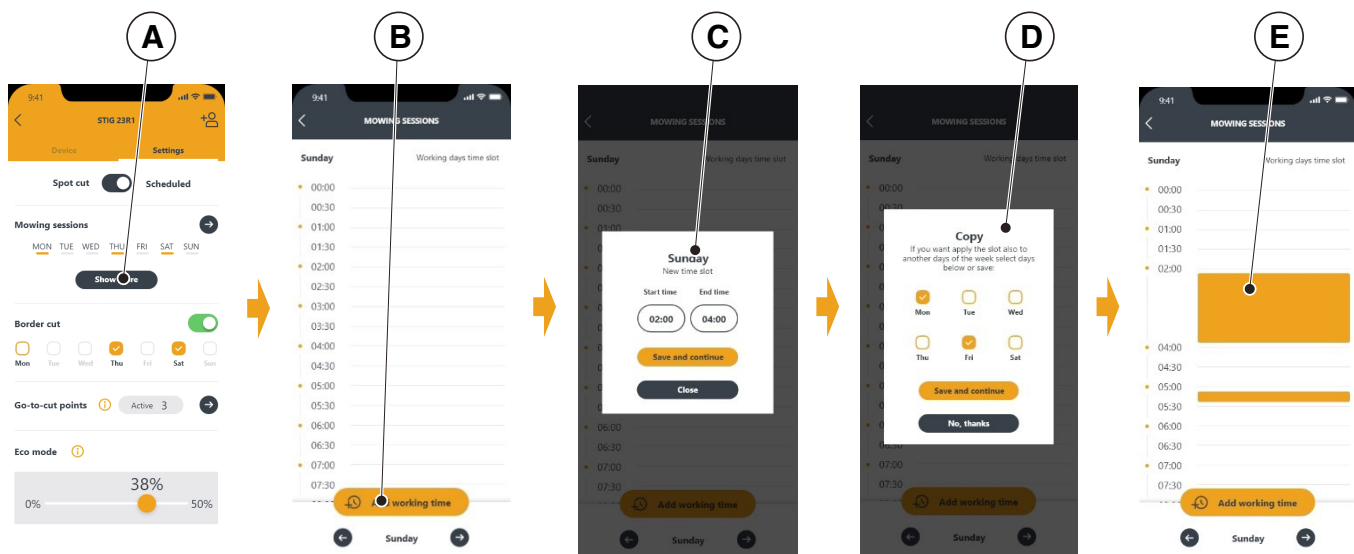 A
B
C
D
E
9:41
STIG 23R1
Device
Settings
Spot cut
Scheduled
Mowing sessions
MON TUE WED THU FRI SAT SUN
Show
Border cut
Mon Tue Wed Thu Fri Sat Sun
Go-to-cut points
Active 3
Eco mode
38%
0%
50%
9:41
MOWING SESSIONS
Sunday
Working days time slot
00:00
00:30
01:00
01:30
02:00
02:30
03:00
03:30
04:00
04:30
05:00
05:30
06:00
06:30
07:00
07:30
Add working time
Sunday
MOWING SESSIONS
Sunday
Working days time slot
00:00
00:30
01:00
Sunday
New time slot
Start time
End time
02:00
04:00
Save and continue
Close
06:00
06:30
07:00
07:30
Add working time
Sunday
MOWING SESSIONS
Sunday
Working days time slot
00:00
00:30
Copy
If you want apply the slot also to
another days of the week select days
below or save:
Mon Tue Wed
Thu Fri Sat
Save and continue
No, thanks
06:00
06:30
07:00
07:30
Add working time
Sunday
9:41
MOWING SESSIONS
Sunday
Working days time slot
00:00
00:30
01:00
01:30
02:00
04:00
04:30
05:00
05:30
06:00
06:30
07:00
07:30
Add working time
Sunday